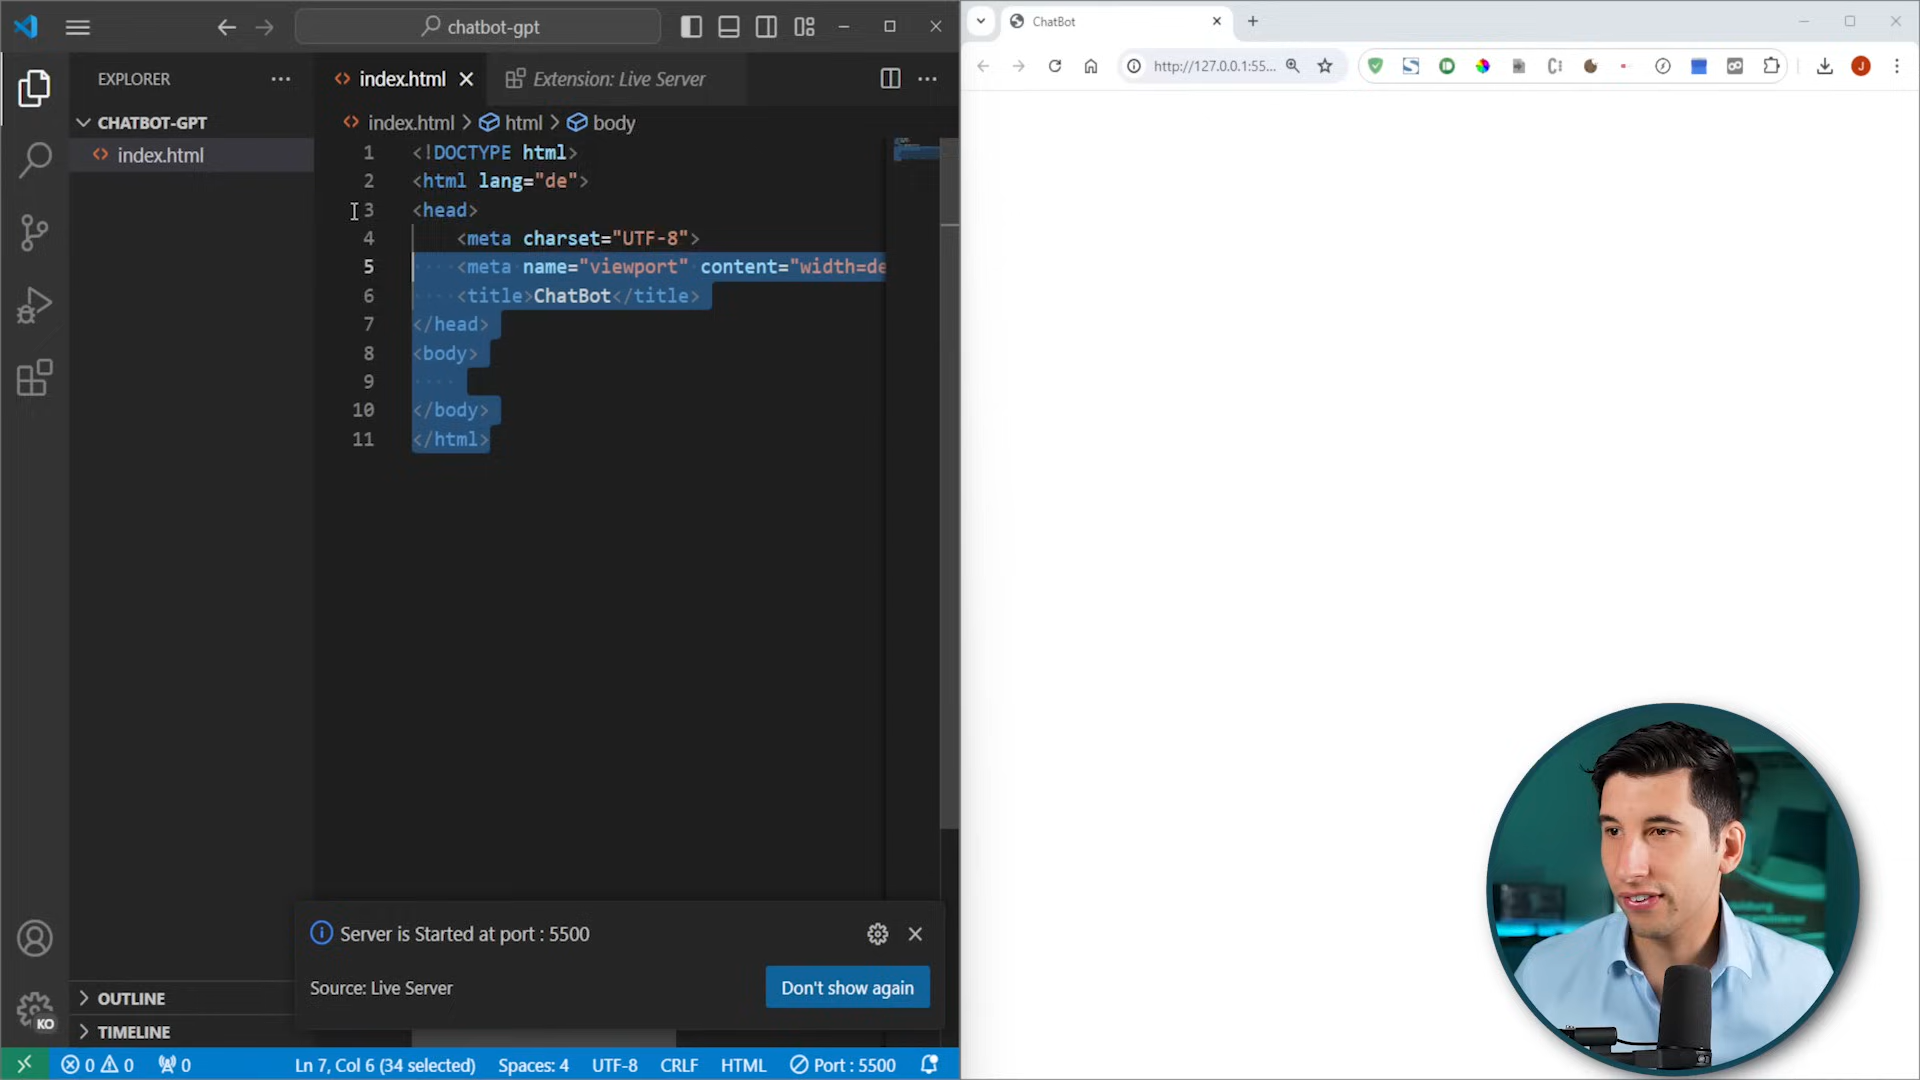 chatbot-gpt
EXPLORER
CHATBOT-GPT
index.html
index.html
Extension: Live Server
index.html > html > body
1 <!DOCTYPE html>
2 <html lang="de">
3 <head>
4 <meta charset="UTF-8">
5 <meta name="viewport" content="width=de
6 <title>ChatBot</title>
7 </head>
8 <body>
9
10 </body>
11 </html>
Server is Started at port : 5500
Source: Live Server
Don't show again
OUTLINE
TIMELINE
KO
0 0 0 Ln 7, Col 6 (34 selected) Spaces: 4 UTF-8 CRLF HTML Port : 5500
ChatBot
http://127.0.0.1:55...
J